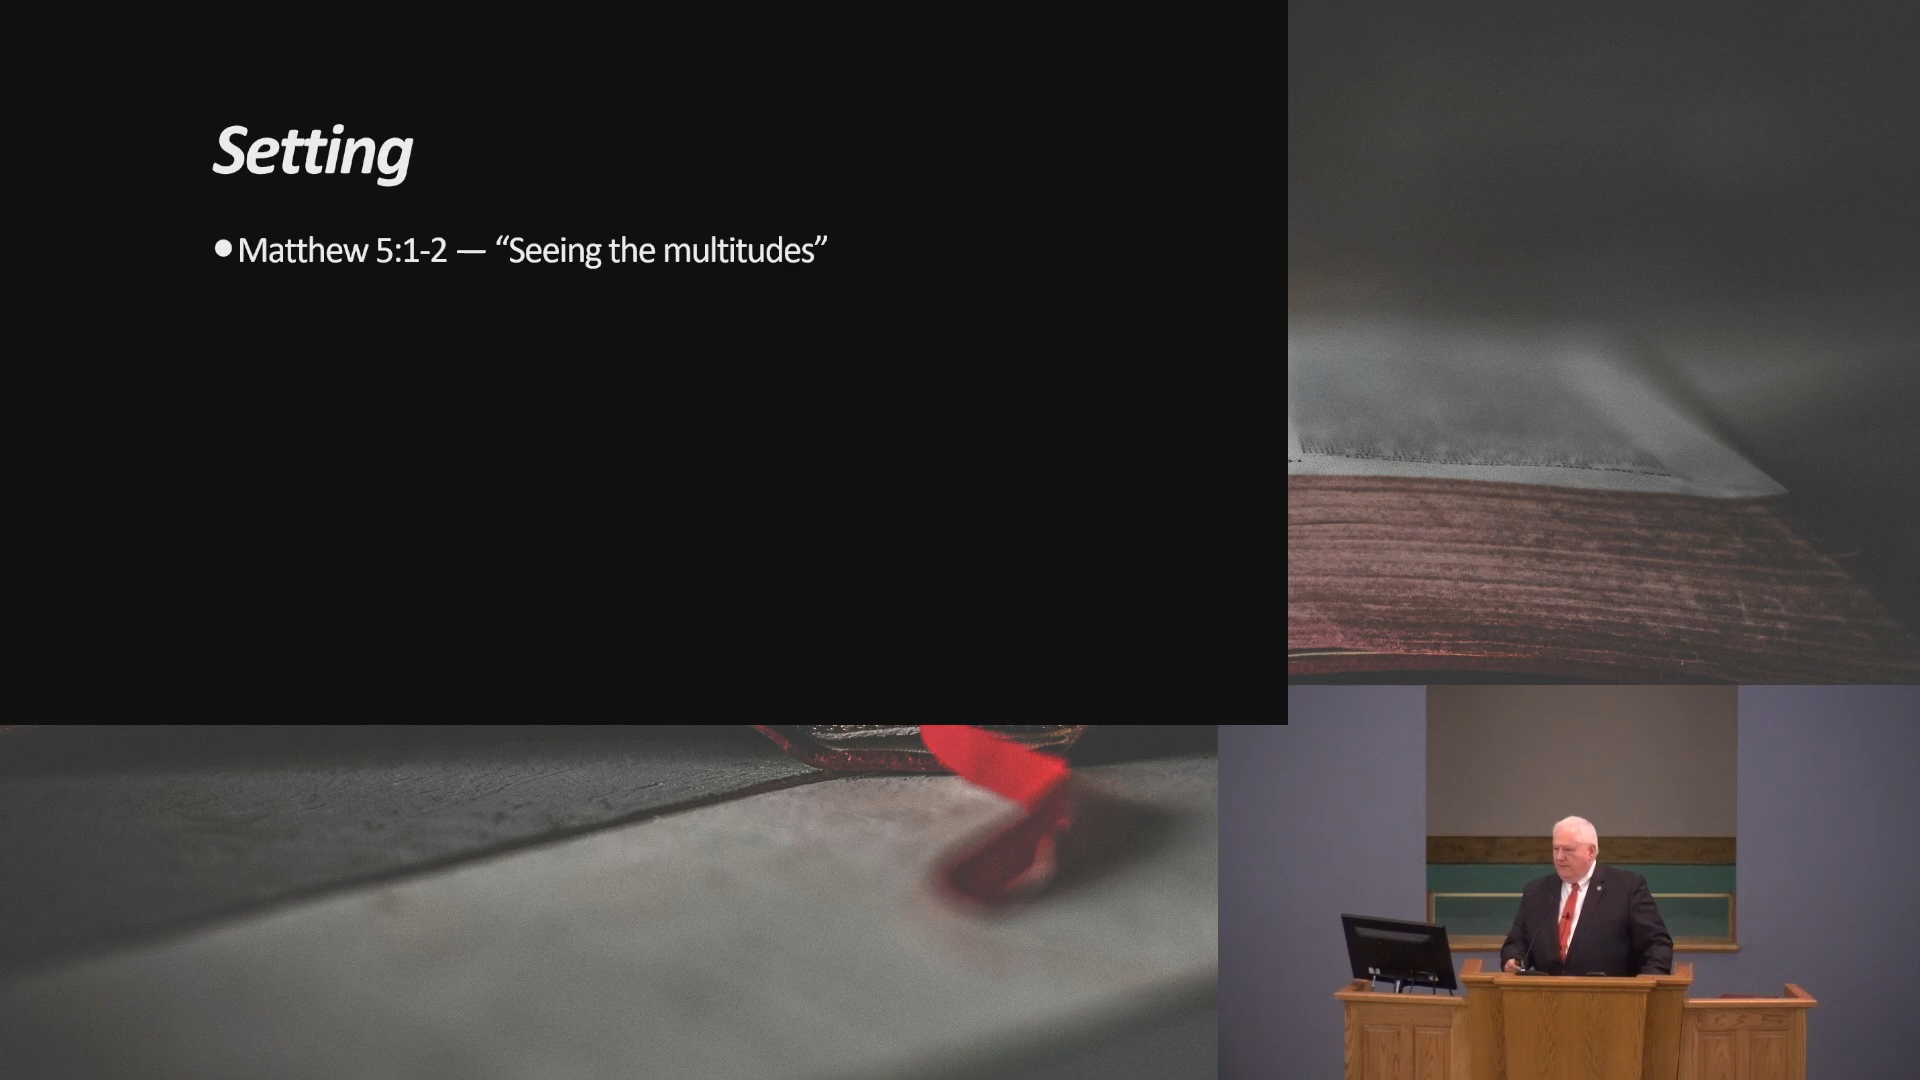 Setting
Matthew 5:1-2 — “Seeing the multitudes”